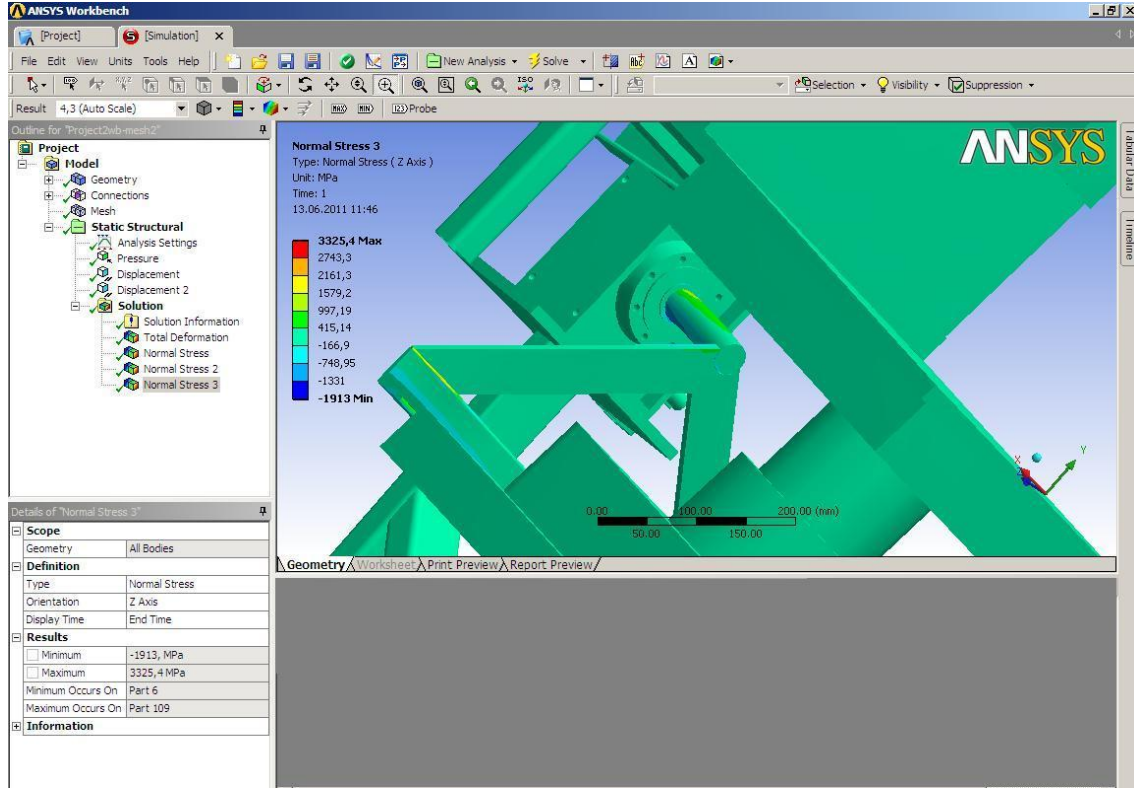 ANSYS Workbench
[Project] [Simulation]
File Edit View Units Tools Help New Analysis Solve
Selection Visibility Suppression
Result 4,3 (Auto Scale) MAX MIN Probe
Outline for "Project2wb-mesh2"
Project
Model
Geometry
Connections
Mesh
Static Structural
Analysis Settings
Pressure
Displacement
Displacement 2
Solution
Solution Information
Total Deformation
Normal Stress
Normal Stress 2
Normal Stress 3
Details of "Normal Stress 3"
Scope
Geometry All Bodies
Definition
Type Normal Stress
Orientation Z Axis
Display Time End Time
Results
Minimum -1913, MPa
Maximum 3325,4 MPa
Minimum Occurs On Part 6
Maximum Occurs On Part 109
Information
Normal Stress 3
Type: Normal Stress ( Z Axis )
Unit: MPa
Time: 1
13.06.2011 11:46
3325,4 Max
2743,3
2161,3
1579,2
997,19
415,14
-166,9
-748,95
-1331
-1913 Min
ANSYS
X
Y
Z
0.00 100.00 200.00 (mm)
50.00 150.00
Geometry Worksheet Print Preview Report Preview
Tabular Data
Timeline